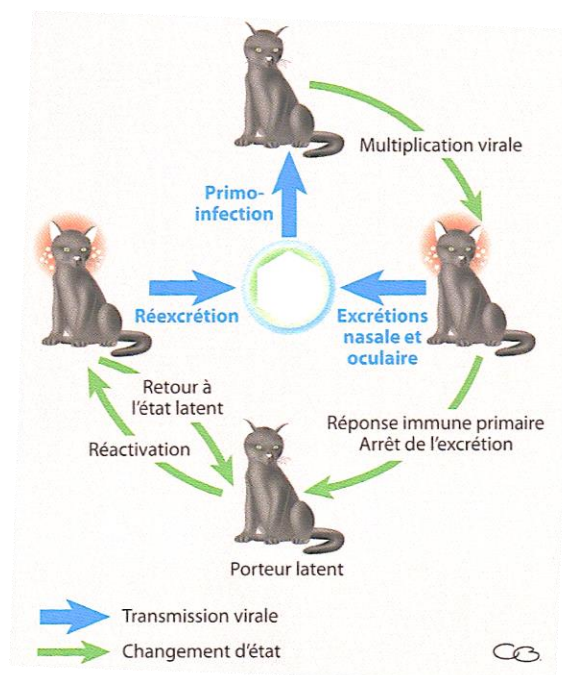 Multiplication virale
Primo-
infection
Réexcrétion
Excrétions
nasale et
oculaire
Retour à
l'état latent
Réactivation
Réponse immune primaire
Arrêt de l'excrétion
Porteur latent
Transmission virale
Changement d'état
CB.